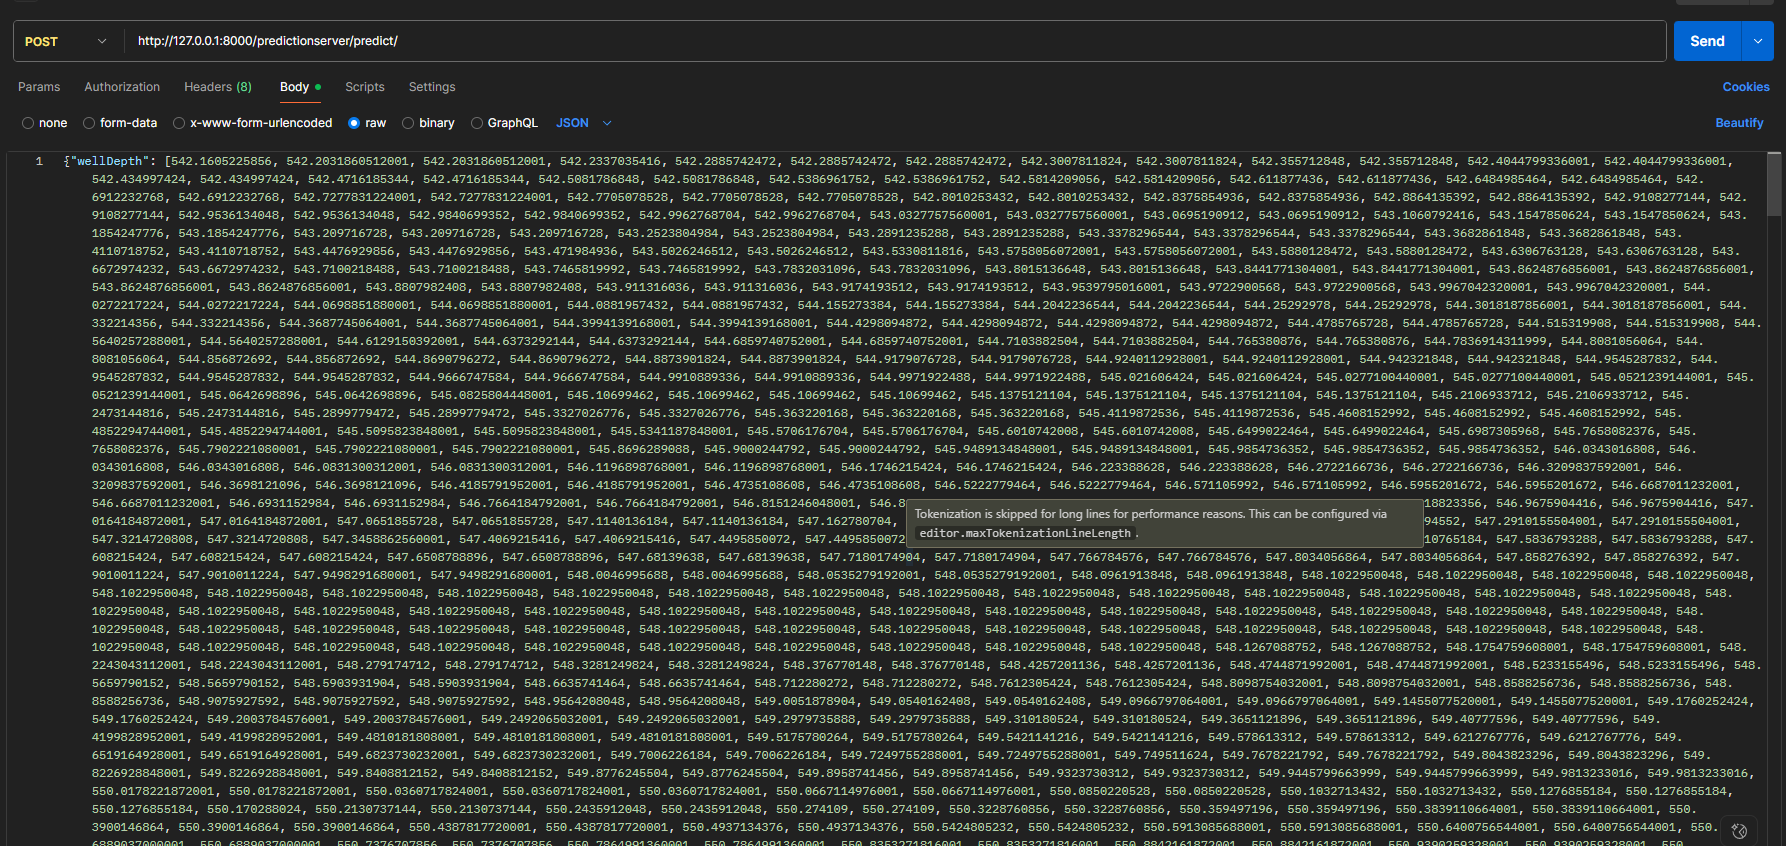 POST
http://127.0.0.1:8000/predictionserver/predict/
Send
Params Authorization Headers (8) Body Scripts Settings Cookies
none form-data x-www-form-urlencoded raw binary GraphQL JSON Beautify
1 {"wellDepth": [542.1605225856, 542.2031860512001, 542.2031860512001, 542.2337035416, 542.2885742472, 542.2885742472, 542.2885742472, 542.3007811824, 542.3007811824, 542.355712848, 542.355712848, 542.4044799336001, 542.4044799336001,
542.434997424, 542.434997424, 542.4716185344, 542.4716185344, 542.5081786848, 542.5081786848, 542.5386961752, 542.5386961752, 542.5814209056, 542.5814209056, 542.611877436, 542.611877436, 542.6484985464, 542.6484985464, 542.
6912232768, 542.6912232768, 542.7277831224001, 542.7277831224001, 542.7705078528, 542.7705078528, 542.7705078528, 542.8010253432, 542.8010253432, 542.8375854936, 542.8375854936, 542.8864135392, 542.8864135392, 542.9108277144, 542.
9108277144, 542.9536134048, 542.9536134048, 542.9840699352, 542.9840699352, 542.9962768704, 542.9962768704, 543.0327757560001, 543.0327757560001, 543.0695190912, 543.0695190912, 543.1060792416, 543.1547850624, 543.1547850624, 543.
1854247776, 543.1854247776, 543.209716728, 543.209716728, 543.209716728, 543.2523804984, 543.2523804984, 543.2891235288, 543.2891235288, 543.3378296544, 543.3378296544, 543.3378296544, 543.3682861848, 543.3682861848, 543.
4110718752, 543.4110718752, 543.4476929856, 543.4476929856, 543.471984936, 543.5026246512, 543.5026246512, 543.5330811816, 543.5758056072001, 543.5758056072001, 543.5880128472, 543.5880128472, 543.6306763128, 543.6306763128, 543.
6672974232, 543.6672974232, 543.7100218488, 543.7100218488, 543.7465819992, 543.7465819992, 543.7832031096, 543.7832031096, 543.8015136648, 543.8015136648, 543.8441771304001, 543.8441771304001, 543.8624876856001, 543.8624876856001,
543.8624876856001, 543.8624876856001, 543.8807982408, 543.8807982408, 543.911316036, 543.911316036, 543.9174193512, 543.9174193512, 543.9539795016001, 543.9722900568, 543.9722900568, 543.9967042320001, 543.9967042320001, 544.
0272217224, 544.0272217224, 544.0698851880001, 544.0698851880001, 544.0881957432, 544.0881957432, 544.155273384, 544.155273384, 544.2042236544, 544.2042236544, 544.25292978, 544.25292978, 544.3018187856001, 544.3018187856001, 544.
332214356, 544.332214356, 544.3687745064001, 544.3687745064001, 544.3994139168001, 544.3994139168001, 544.4298094872, 544.4298094872, 544.4298094872, 544.4298094872, 544.4785765728, 544.4785765728, 544.515319908, 544.515319908, 544.
5640257288001, 544.5640257288001, 544.6129150392001, 544.6373292144, 544.6373292144, 544.6859740752001, 544.6859740752001, 544.7103882504, 544.7103882504, 544.765380876, 544.765380876, 544.7836914311999, 544.8081056064, 544.
8081056064, 544.856872692, 544.856872692, 544.8690796272, 544.8690796272, 544.8873901824, 544.8873901824, 544.9179076728, 544.9179076728, 544.9240112928001, 544.9240112928001, 544.942321848, 544.942321848, 544.9545287832, 544.
9545287832, 544.9545287832, 544.9545287832, 544.9666747584, 544.9666747584, 544.9910889336, 544.9910889336, 544.9971922488, 544.9971922488, 545.021606424, 545.021606424, 545.0277100440001, 545.0277100440001, 545.0521239144001, 545.
0521239144001, 545.0642698896, 545.0642698896, 545.0825804448001, 545.10699462, 545.10699462, 545.10699462, 545.10699462, 545.1375121104, 545.1375121104, 545.1375121104, 545.1375121104, 545.2106933712, 545.2106933712, 545.
2473144816, 545.2473144816, 545.2899779472, 545.2899779472, 545.3327026776, 545.3327026776, 545.363220168, 545.363220168, 545.363220168, 545.4119872536, 545.4119872536, 545.4608152992, 545.4608152992, 545.4608152992, 545.
4852294744001, 545.4852294744001, 545.5095823848001, 545.5095823848001, 545.5341187848001, 545.5706176704, 545.5706176704, 545.6010742008, 545.6010742008, 545.6499022464, 545.6499022464, 545.6987305968, 545.7658082376, 545.
7658082376, 545.7902221080001, 545.7902221080001, 545.7902221080001, 545.8696289088, 545.9000244792, 545.9000244792, 545.9489134848001, 545.9489134848001, 545.9854736352, 545.9854736352, 545.9854736352, 546.0343016808, 546.
0343016808, 546.0343016808, 546.0831300312001, 546.0831300312001, 546.1196898768001, 546.1196898768001, 546.1746215424, 546.1746215424, 546.223388628, 546.223388628, 546.2722166736, 546.2722166736, 546.3209837592001, 546.
3209837592001, 546.3698121096, 546.3698121096, 546.4185791952001, 546.4185791952001, 546.4735108608, 546.4735108608, 546.5222779464, 546.5222779464, 546.571105992, 546.571105992, 546.5955201672, 546.5955201672, 546.6687011232001,
546.6687011232001, 546.6931152984, 546.6931152984, 546.7664184792001, 546.7664184792001, 546.8151246048001, 546.8 18823356, 546.9675904416, 546.9675904416, 547.
0164184872001, 547.0164184872001, 547.0651855728, 547.0651855728, 547.1140136184, 547.1140136184, 547.162780704, 94552, 547.2910155504001, 547.2910155504001,
547.3214720808, 547.3214720808, 547.3458862560001, 547.4069215416, 547.4069215416, 547.4495850072, 547.4495850072 10765184, 547.5836793288, 547.5836793288, 547.
608215424, 547.608215424, 547.608215424, 547.6508788896, 547.6508788896, 547.68139638, 547.68139638, 547.7180174904, 547.7180174904, 547.766784576, 547.766784576, 547.8034056864, 547.8034056864, 547.858276392, 547.858276392, 547.
9010011224, 547.9010011224, 547.9498291680001, 547.9498291680001, 548.0046995688, 548.0046995688, 548.0535279192001, 548.0535279192001, 548.0961913848, 548.0961913848, 548.1022950048, 548.1022950048, 548.1022950048, 548.1022950048,
548.1022950048, 548.1022950048, 548.1022950048, 548.1022950048, 548.1022950048, 548.1022950048, 548.1022950048, 548.1022950048, 548.1022950048, 548.1022950048, 548.1022950048, 548.1022950048, 548.1022950048, 548.1022950048, 548.
1022950048, 548.1022950048, 548.1022950048, 548.1022950048, 548.1022950048, 548.1022950048, 548.1022950048, 548.1022950048, 548.1022950048, 548.1022950048, 548.1022950048, 548.1022950048, 548.1022950048, 548.1022950048, 548.
1022950048, 548.1022950048, 548.1022950048, 548.1022950048, 548.1022950048, 548.1022950048, 548.1022950048, 548.1022950048, 548.1022950048, 548.1022950048, 548.1022950048, 548.1022950048, 548.1022950048, 548.1022950048, 548.
1022950048, 548.1022950048, 548.1022950048, 548.1022950048, 548.1022950048, 548.1022950048, 548.1022950048, 548.1022950048, 548.1022950048, 548.1267088752, 548.1267088752, 548.1754759608001, 548.1754759608001, 548.
2243043112001, 548.2243043112001, 548.279174712, 548.279174712, 548.3281249824, 548.3281249824, 548.376770148, 548.376770148, 548.4257201136, 548.4257201136, 548.4744871992001, 548.4744871992001, 548.5233155496, 548.5233155496, 548.
5659790152, 548.5659790152, 548.5903931904, 548.5903931904, 548.6635741464, 548.6635741464, 548.712280272, 548.712280272, 548.7612305424, 548.7612305424, 548.8098754032001, 548.8098754032001, 548.8588256736, 548.8588256736, 548.
8588256736, 548.9075927592, 548.9075927592, 548.9075927592, 548.9564208048, 548.9564208048, 549.0051878904, 549.0540162408, 549.0540162408, 549.0966797064001, 549.0966797064001, 549.1455077520001, 549.1455077520001, 549.1760252424,
549.1760252424, 549.2003784576001, 549.2003784576001, 549.2492065032001, 549.2492065032001, 549.2979735888, 549.2979735888, 549.310180524, 549.310180524, 549.3651121896, 549.3651121896, 549.40777596, 549.40777596, 549.
4199828952001, 549.4199828952001, 549.4810181808001, 549.4810181808001, 549.4810181808001, 549.5175780264, 549.5175780264, 549.5421141216, 549.5421141216, 549.578613312, 549.578613312, 549.6212767776, 549.6212767776, 549.
6519164928001, 549.6519164928001, 549.6823730232001, 549.6823730232001, 549.7006226184, 549.7006226184, 549.7249755288001, 549.7249755288001, 549.749511624, 549.7678221792, 549.7678221792, 549.8043823296, 549.8043823296, 549.
8226928848001, 549.8226928848001, 549.8408812152, 549.8408812152, 549.8776245504, 549.8776245504, 549.8958741456, 549.8958741456, 549.9323730312, 549.9323730312, 549.9445799663999, 549.9445799663999, 549.9813233016, 549.9813233016,
550.0178221872001, 550.0178221872001, 550.0360717824001, 550.0360717824001, 550.0360717824001, 550.0667114976001, 550.0667114976001, 550.0850220528, 550.0850220528, 550.1032713432, 550.1032713432, 550.1276855184, 550.1276855184,
550.1276855184, 550.170288024, 550.2130737144, 550.2130737144, 550.2435912048, 550.2435912048, 550.274109, 550.274109, 550.3228760856, 550.3228760856, 550.359497196, 550.359497196, 550.3839110664001, 550.3839110664001, 550.
3900146864, 550.3900146864, 550.3900146864, 550.4387817720001, 550.4387817720001, 550.4937134376, 550.4937134376, 550.5424805232, 550.5424805232, 550.5913085688001, 550.5913085688001, 550.6400756544001, 550.6400756544001, 550.
Tokenization is skipped for long lines for performance reasons. This can be configured via
editor.maxTokenizationLineLength.